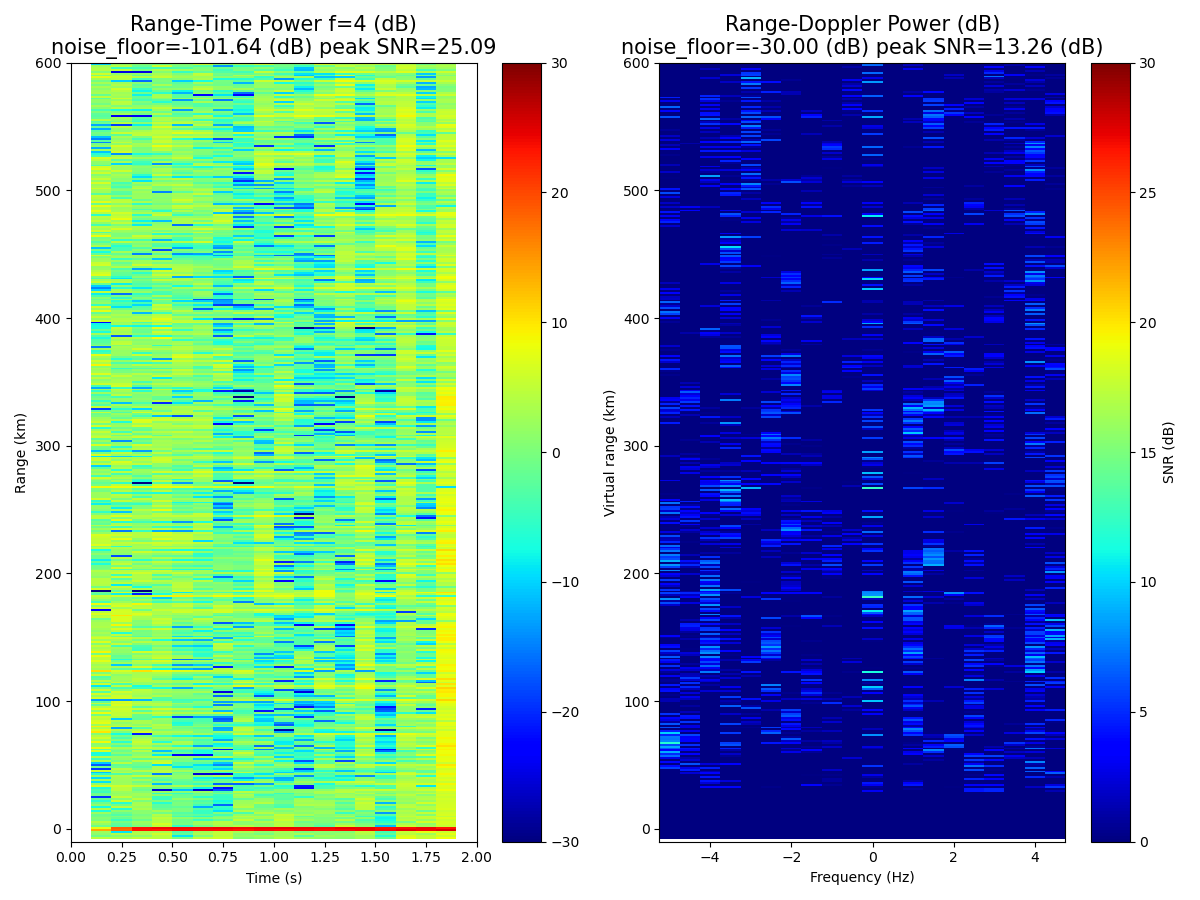 Range-Time Power f=4 (dB)
noise_floor=-101.64 (dB) peak SNR=25.09
600
500
400
300
200
100
0
Range (km)
0.00 0.25 0.50 0.75 1.00 1.25 1.50 1.75 2.00
Time (s)
30
20
10
0
−10
−20
−30
Range-Doppler Power (dB)
noise_floor=-30.00 (dB) peak SNR=13.26 (dB)
600
500
400
300
200
100
0
Virtual range (km)
−4 −2 0 2 4
Frequency (Hz)
30
25
20
15
10
5
0
SNR (dB)